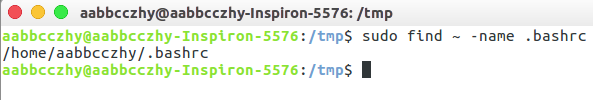 aabbcczhy@aabbcczhy-Inspiron-5576: /tmp
aabbcczhy@aabbcczhy-Inspiron-5576:/tmp$ sudo find ~ -name .bashrc
/home/aabbcczhy/.bashrc
aabbcczhy@aabbcczhy-Inspiron-5576:/tmp$